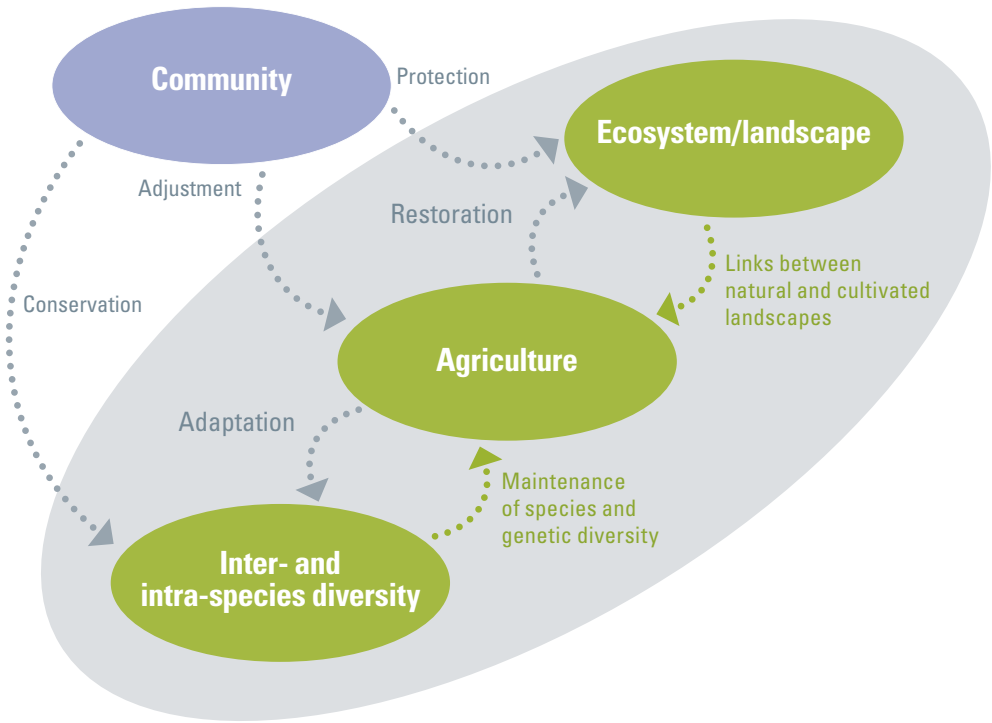 Community
Protection
Ecosystem/landscape
Adjustment
Restoration
Links between
natural and cultivated
landscapes
Conservation
Agriculture
Adaptation
Maintenance
of species and
genetic diversity
Inter- and
intra-species diversity